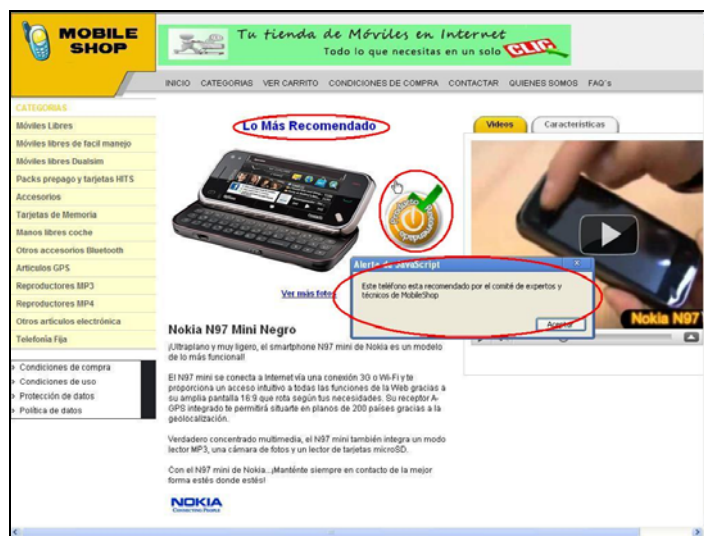 MOBILE
SHOP
Tu tienda de Móviles en Internet
Todo lo que necesitas en un solo CLIC
INICIO CATEGORIAS VER CARRITO CONDICIONES DE COMPRA CONTACTAR QUIENES SOMOS FAQ's
CATEGORIAS
Móviles Libres
Móviles libres de facil manejo
Móviles libres Dualsim
Packs prepago y tarjetas HITS
Accesorios
Tarjetas de Memoria
Manos libres coche
Otros accesorios Bluetooth
Articulos GPS
Reproductores MP3
Reproductores MP4
Otros articulos electrónica
Telefonía Fija
Condiciones de compra
Condiciones de uso
Protección de datos
Política de datos
Lo Más Recomendado
Producto
recomendado
Ver más fotos
Alerta de JavaScript
Este teléfono esta recomendado por el comité de expertos y
técnicos de MobileShop
Aceptar
Nokia N97 Mini Negro
¡Ultraplano y muy ligero, el smartphone N97 mini de Nokia es un modelo
de lo más funcional!
El N97 mini se conecta a Internet vía una conexión 3G o Wi-Fi y te
proporciona un acceso intuitivo a todas las funciones de la Web gracias a
su amplia pantalla 16:9 que rota según tus necesidades. Su receptor A-
GPS integrado te permitirá situarte en planos de 200 países gracias a la
geolocalización.
Verdadero concentrado multimedia, el N97 mini también integra un modo
lector MP3, una cámara de fotos y un lector de tarjetas microSD.
Con el N97 mini de Nokia...¡Manténte siempre en contacto de la mejor
forma estés donde estés!
NOKIA
Connecting People
Videos Características
Nokia N97